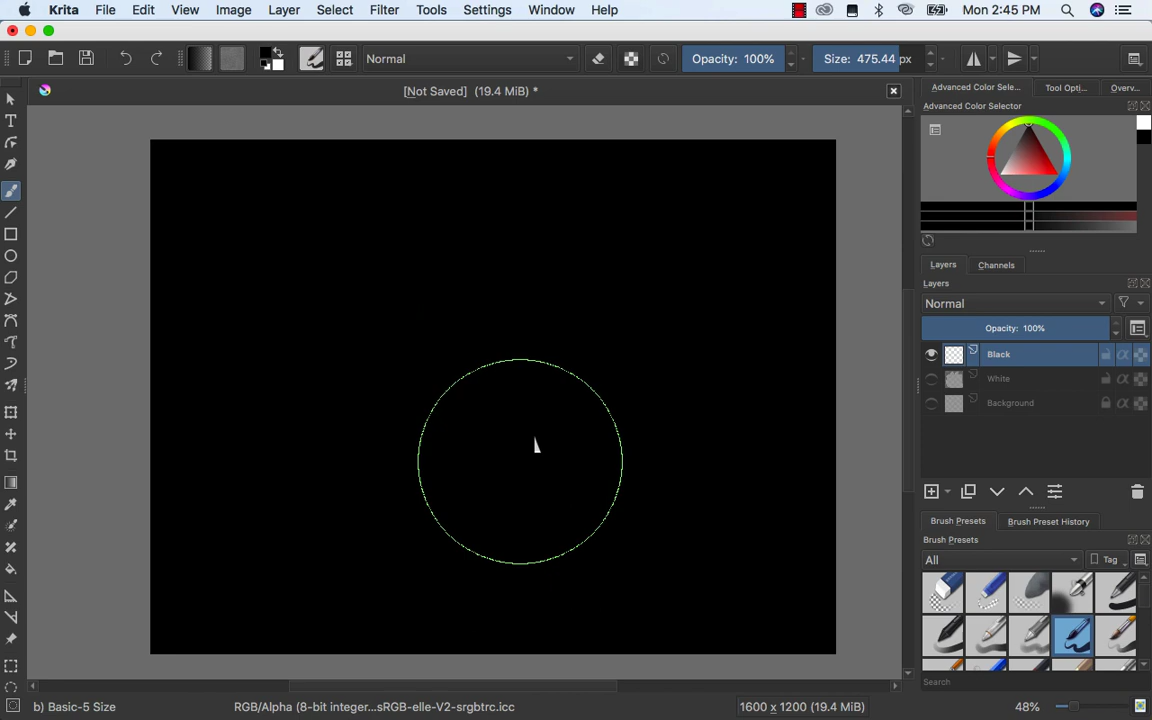 Krita File Edit View Image Layer Select Filter Tools Settings Window Help Mon 2:45 PM
Normal Opacity: 100% Size: 475.44 px
[Not Saved] (19.4 MiB) *
Advanced Color Sele... Tool Opti... Overv...
Advanced Color Selector
Layers Channels
Layers
Normal
Opacity: 100%
Black
White
Background
Brush Presets Brush Preset History
Brush Presets
All Tag
Search
b) Basic-5 Size RGB/Alpha (8-bit integer...sRGB-elle-V2-srgbtrc.icc 1600 x 1200 (19.4 MiB) 48%